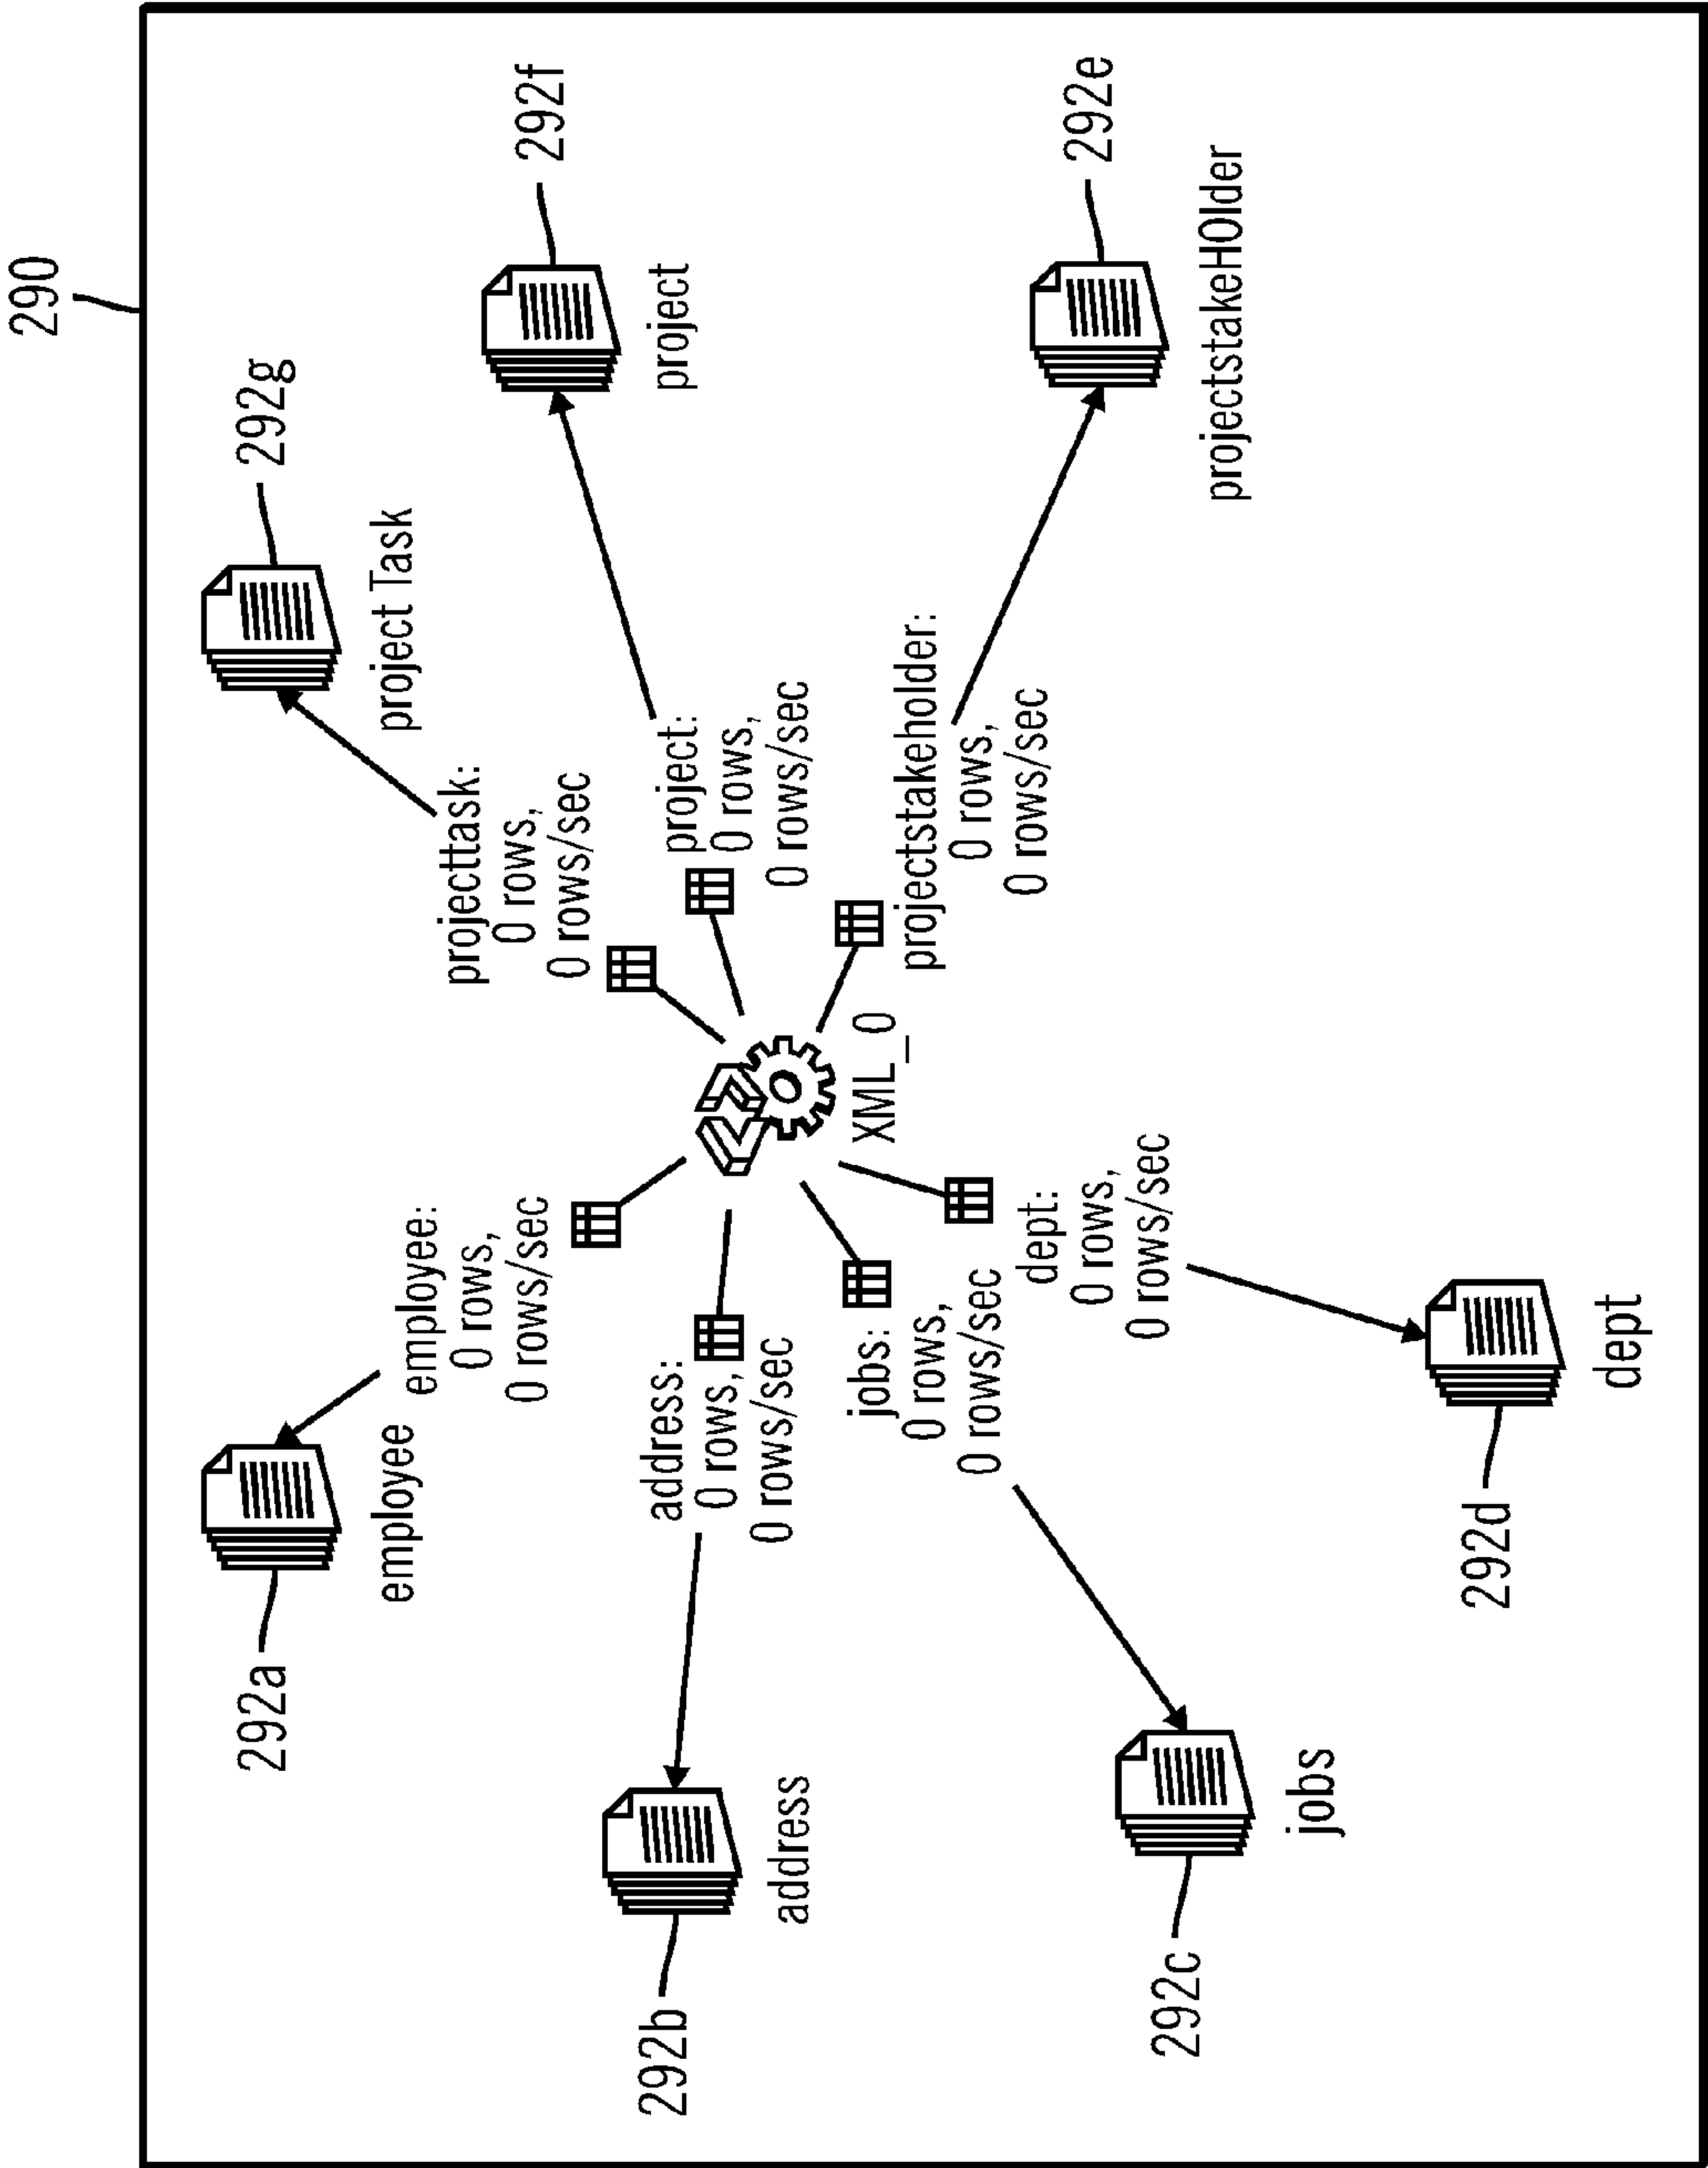 290
292a
employee
employee:
0 rows,
0 rows/sec
292g
project Task
projecttask:
0 rows,
0 rows/sec
292f
project
project:
0 rows,
0 rows/sec
292b
address
address:
0 rows,
0 rows/sec
XML_0
jobs:
0 rows,
0 rows/sec
292c
jobs
dept:
0 rows,
0 rows/sec
292d
dept
projectstakeholder:
0 rows,
0 rows/sec
292e
projectstakeHOlder